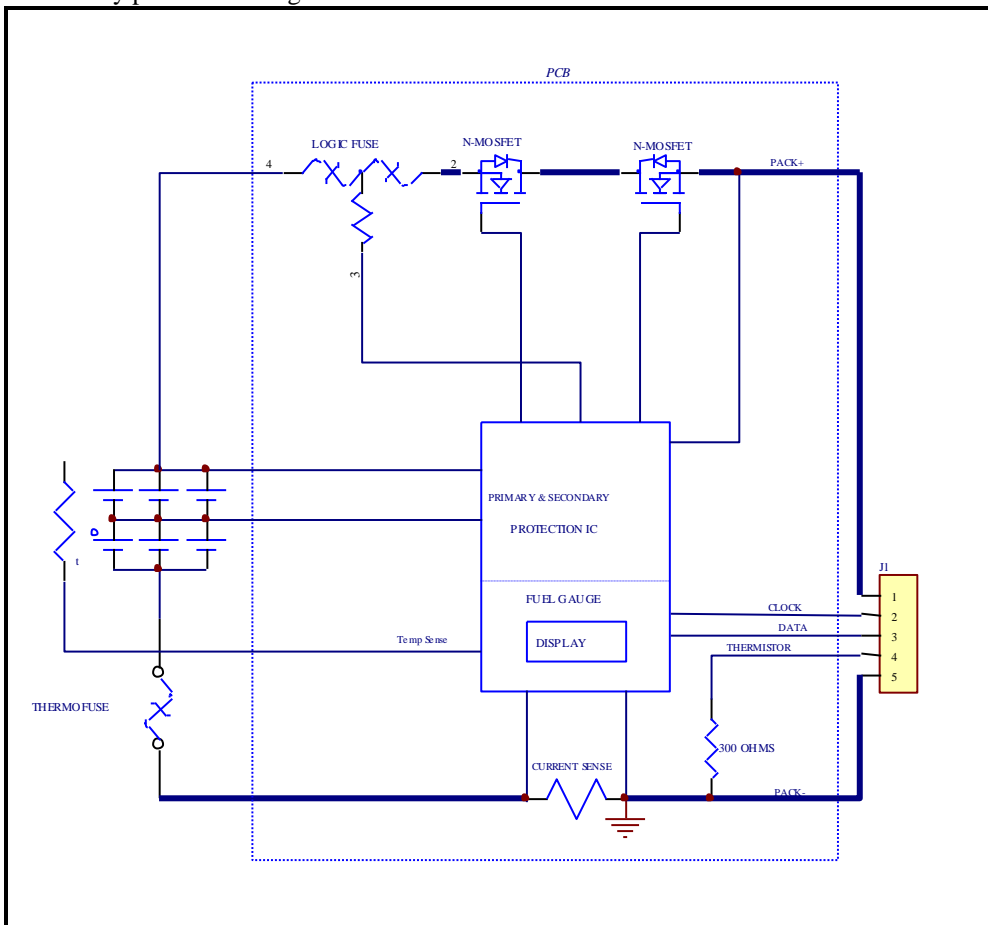 PCB
LOGIC FUSE
N-MOSFET
N-MOSFET
4
2
PACK+
3
PRIMARY & SECONDARY
PROTECTION IC
t
J1
FUEL GAUGE
1
CLOCK
2
DATA
3
Temp Sense
DISPLAY
THERMISTOR
4
5
THERMOFUSE
300 OHMS
CURRENT SENSE
PACK-